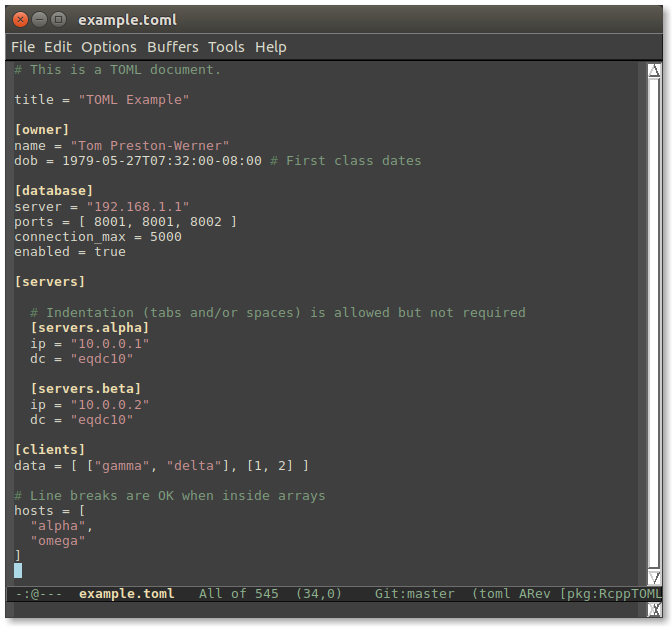 example.toml
File Edit Options Buffers Tools Help
# This is a TOML document.
title = "TOML Example"
[owner]
name = "Tom Preston-Werner"
dob = 1979-05-27T07:32:00-08:00 # First class dates
[database]
server = "192.168.1.1"
ports = [ 8001, 8001, 8002 ]
connection_max = 5000
enabled = true
[servers]
# Indentation (tabs and/or spaces) is allowed but not required
[servers.alpha]
ip = "10.0.0.1"
dc = "eqdc10"
[servers.beta]
ip = "10.0.0.2"
dc = "eqdc10"
[clients]
data = [ ["gamma", "delta"], [1, 2] ]
# Line breaks are OK when inside arrays
hosts = [
"alpha",
"omega"
]
-:@--- example.toml All of 545 (34,0) Git:master (toml ARev [pkg:RcppTOML